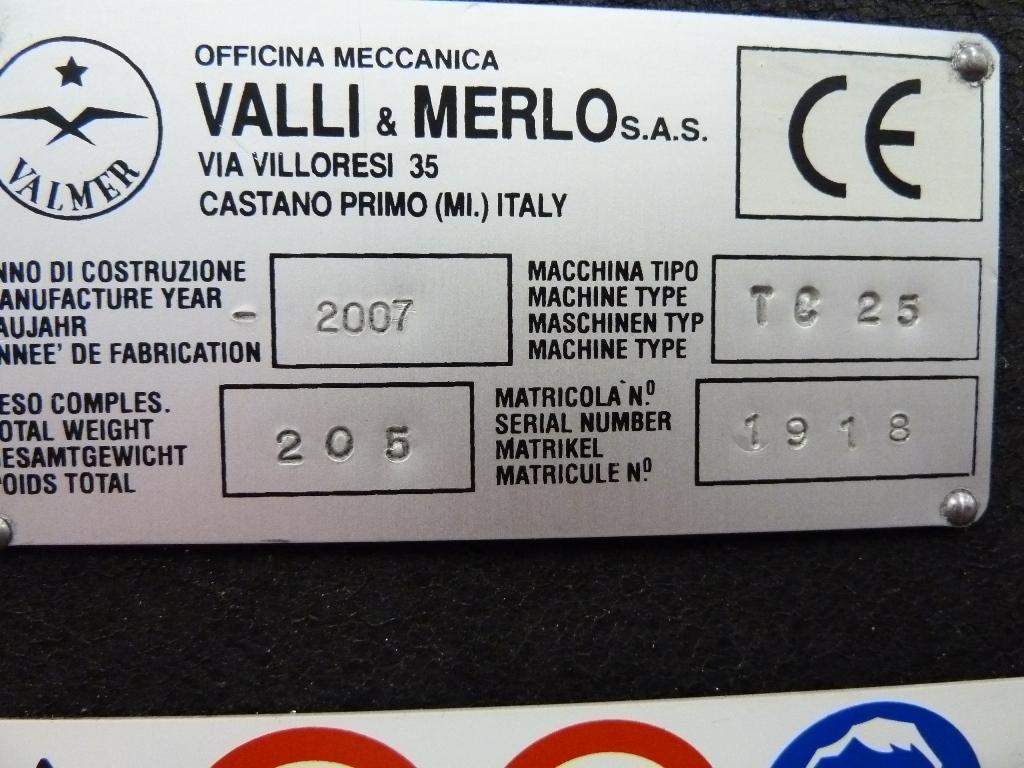 VALMER
OFFICINA MECCANICA
VALLI & MERLO S.A.S.
VIA VILLORESI 35
CASTANO PRIMO (MI.) ITALY
CE
NNO DI COSTRUZIONE
ANUFACTURE YEAR
AUJAHR
NNEE' DE FABRICATION
- 2007
MACCHINA TIPO
MACHINE TYPE
MASCHINEN TYP
MACHINE TYPE
TC 25
ESO COMPLES.
OTAL WEIGHT
ESAMTGEWICHT
OIDS TOTAL
205
MATRICOLA N.º
SERIAL NUMBER
MATRIKEL
MATRICULE N.º
1918